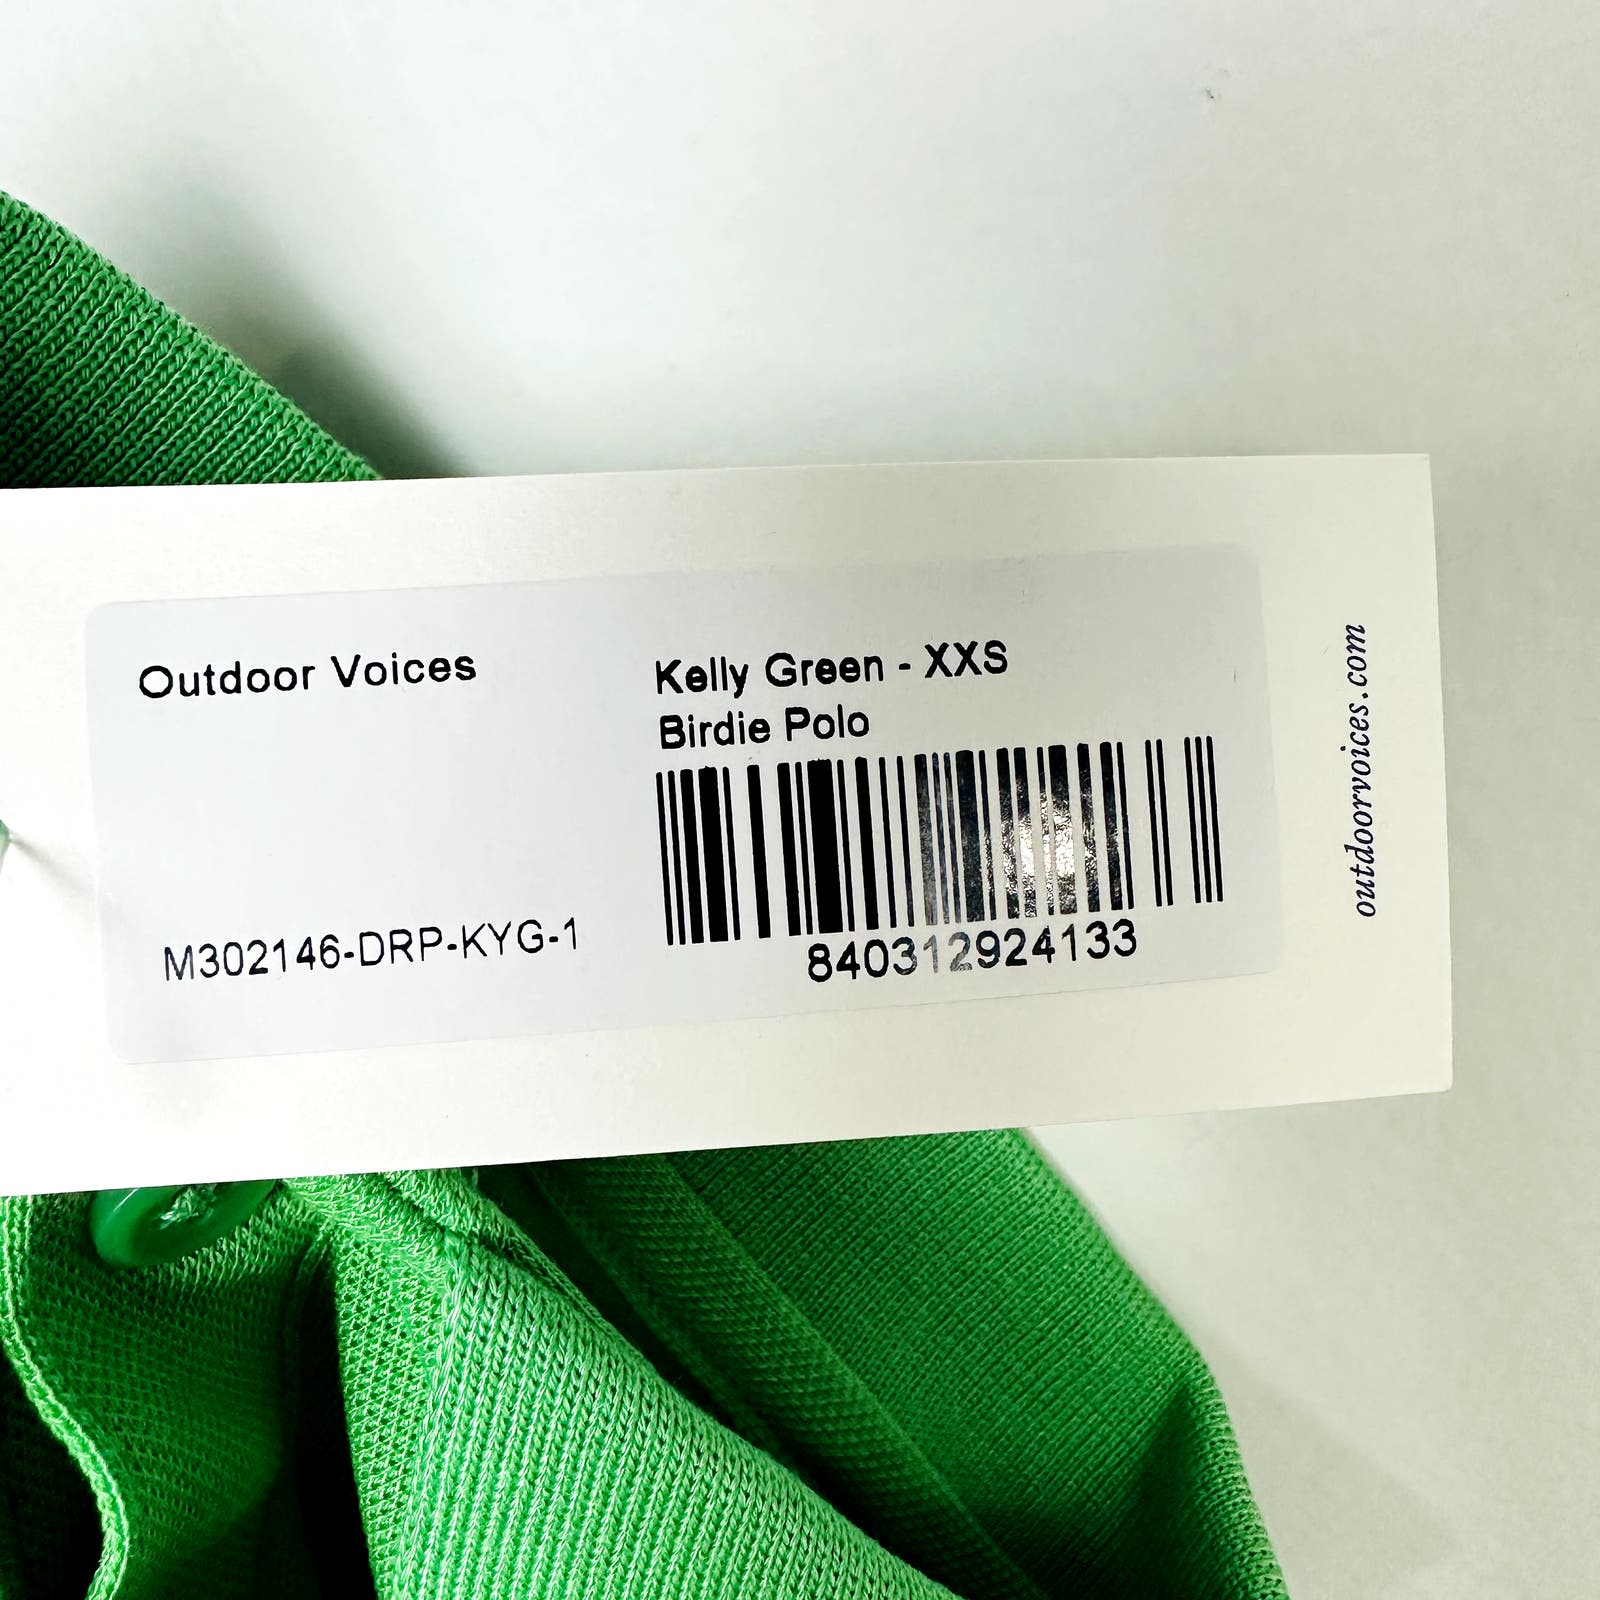 Outdoor Voices
Kelly Green - XXS
Birdie Polo
M302146-DRP-KYG-1
840312924133
outdoorvoices.com